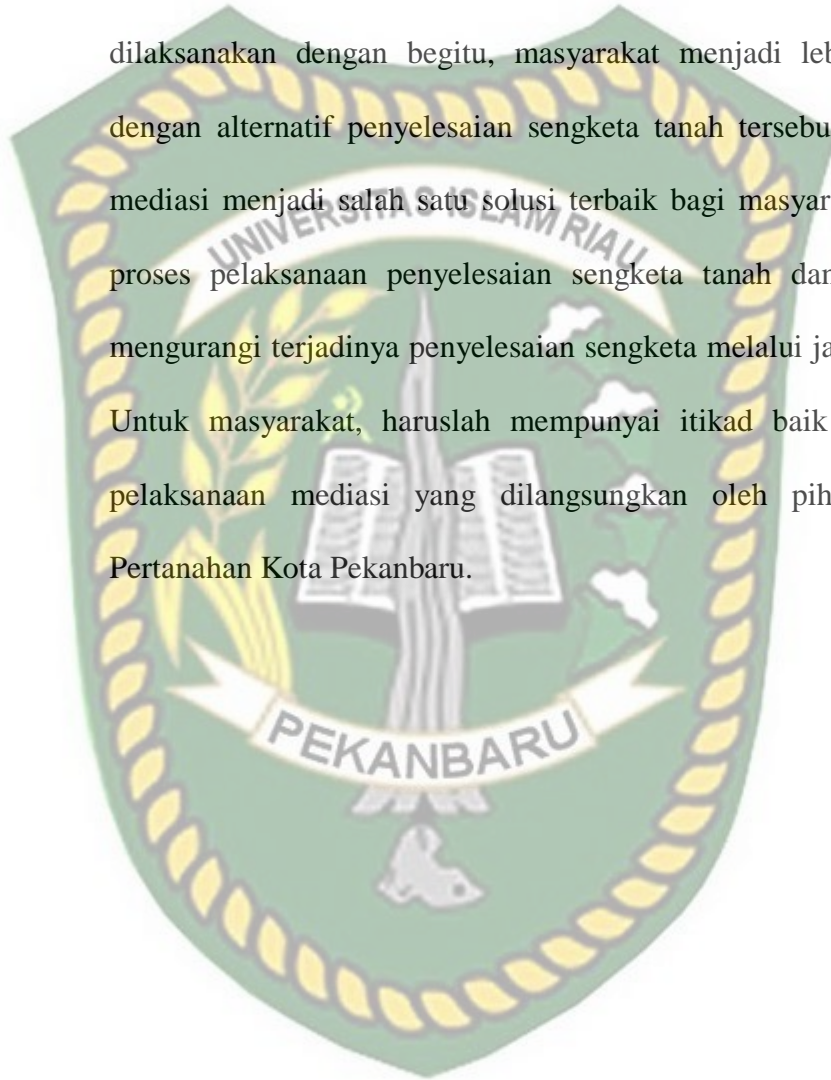 dilaksanakan dengan begitu, masyarakat menjadi leb
dengan alternatif penyelesaian sengketa tanah tersebu
mediasi menjadi salah satu solusi terbaik bagi masyar
UNIVERSITAS ISLAM RIAU
proses pelaksanaan penyelesaian sengketa tanah dan
mengurangi terjadinya penyelesaian sengketa melalui ja
Untuk masyarakat, haruslah mempunyai itikad baik
pelaksanaan mediasi yang dilangsungkan oleh pih
Pertanahan Kota Pekanbaru.
PEKANBARU